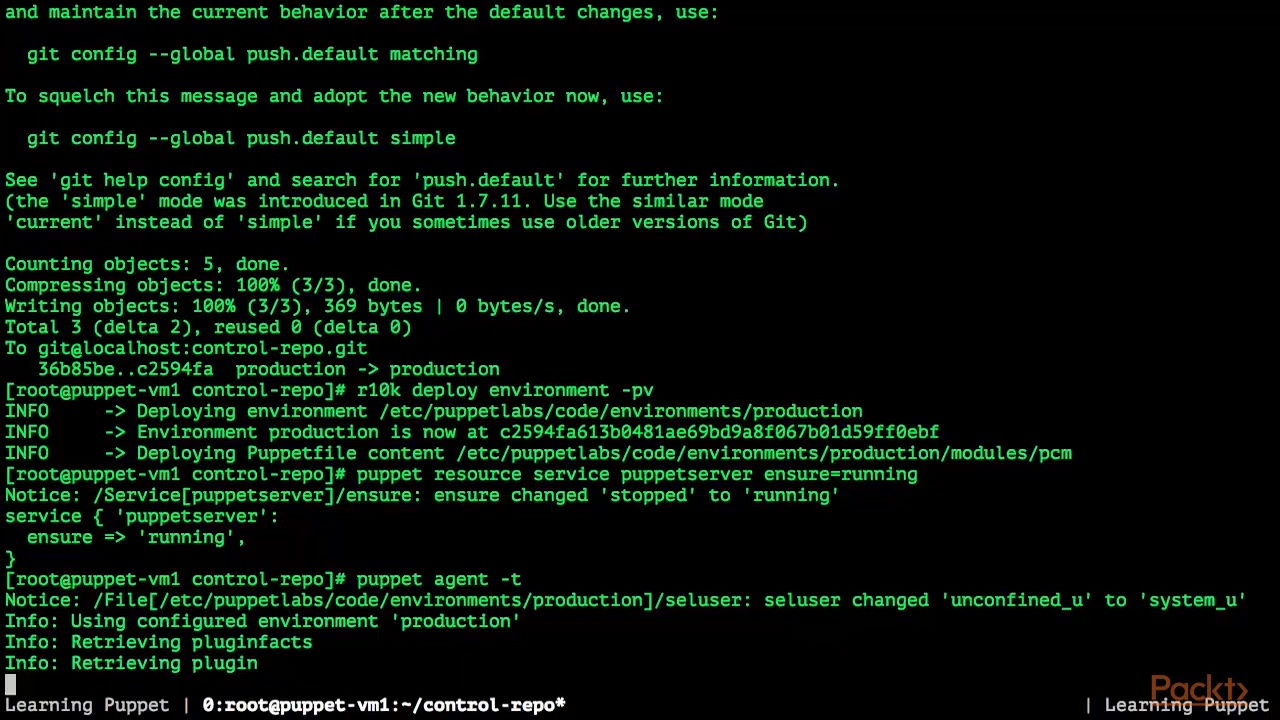 and maintain the current behavior after the default changes, use:
  git config --global push.default matching
To squelch this message and adopt the new behavior now, use:
  git config --global push.default simple
See 'git help config' and search for 'push.default' for further information.
(the 'simple' mode was introduced in Git 1.7.11. Use the similar mode
'current' instead of 'simple' if you sometimes use older versions of Git)
Counting objects: 5, done.
Compressing objects: 100% (3/3), done.
Writing objects: 100% (3/3), 369 bytes | 0 bytes/s, done.
Total 3 (delta 2), reused 0 (delta 0)
To git@localhost:control-repo.git
   36b85be..c2594fa  production -> production
[root@puppet-vm1 control-repo]# r10k deploy environment -pv
INFO     -> Deploying environment /etc/puppetlabs/code/environments/production
INFO     -> Environment production is now at c2594fa613b0481ae69bd9a8f067b01d59ff0ebf
INFO     -> Deploying Puppetfile content /etc/puppetlabs/code/environments/production/modules/pcm
[root@puppet-vm1 control-repo]# puppet resource service puppetserver ensure=running
Notice: /Service[puppetserver]/ensure: ensure changed 'stopped' to 'running'
service { 'puppetserver':
  ensure => 'running',
}
[root@puppet-vm1 control-repo]# puppet agent -t
Notice: /File[/etc/puppetlabs/code/environments/production]/seluser: seluser changed 'unconfined_u' to 'system_u'
Info: Using configured environment 'production'
Info: Retrieving pluginfacts
Info: Retrieving plugin
Packt>
Learning Puppet | 0:root@puppet-vm1:~/control-repo* | Learning Puppet